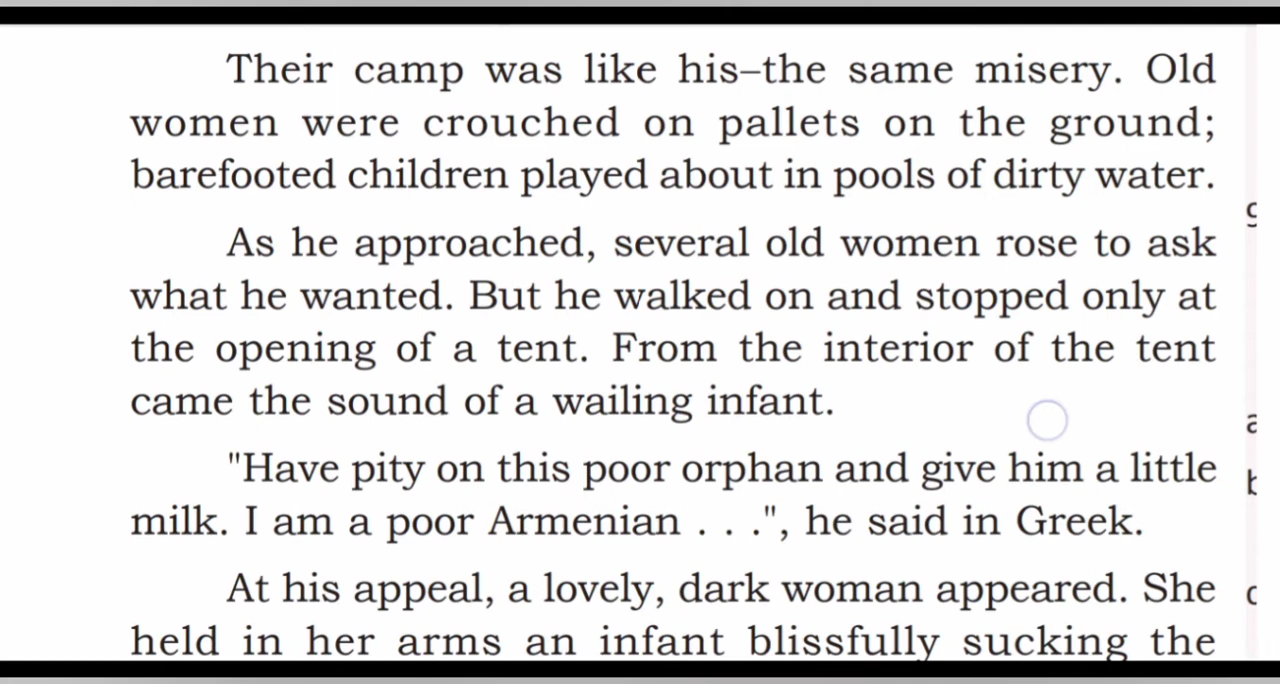 Their camp was like his–the same misery. Old
women were crouched on pallets on the ground;
barefooted children played about in pools of dirty water.
As he approached, several old women rose to ask
what he wanted. But he walked on and stopped only at
the opening of a tent. From the interior of the tent
came the sound of a wailing infant.
"Have pity on this poor orphan and give him a little
milk. I am a poor Armenian . . .", he said in Greek.
At his appeal, a lovely, dark woman appeared. She
held in her arms an infant blissfully sucking the